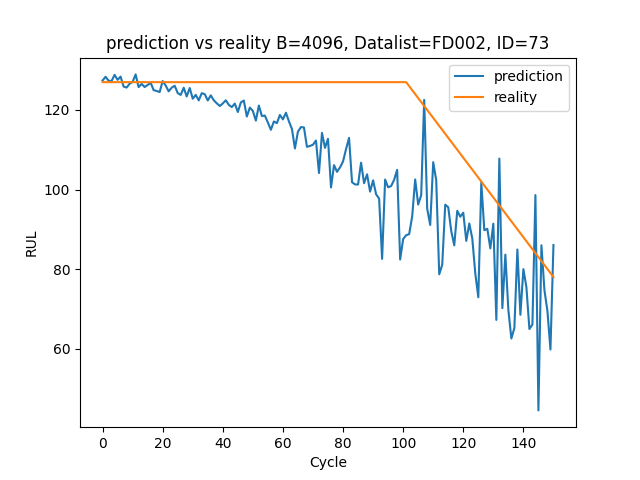 prediction vs reality B=4096, Datalist=FD002, ID=73
prediction
reality
RUL
120
100
80
60
0 20 40 60 80 100 120 140
Cycle